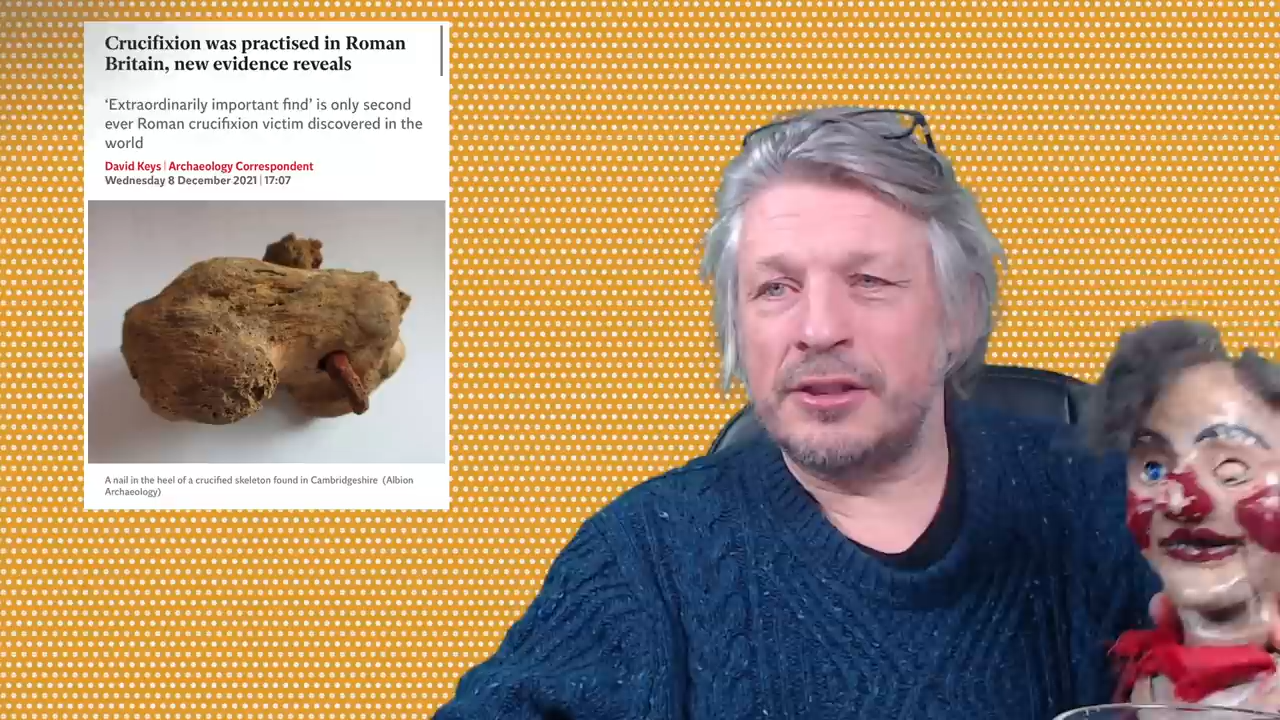 Crucifixion was practised in Roman
Britain, new evidence reveals
‘Extraordinarily important find’ is only second
ever Roman crucifixion victim discovered in the
world
David Keys | Archaeology Correspondent
Wednesday 8 December 2021 | 17:07
A nail in the heel of a crucified skeleton found in Cambridgeshire (Albion
Archaeology)